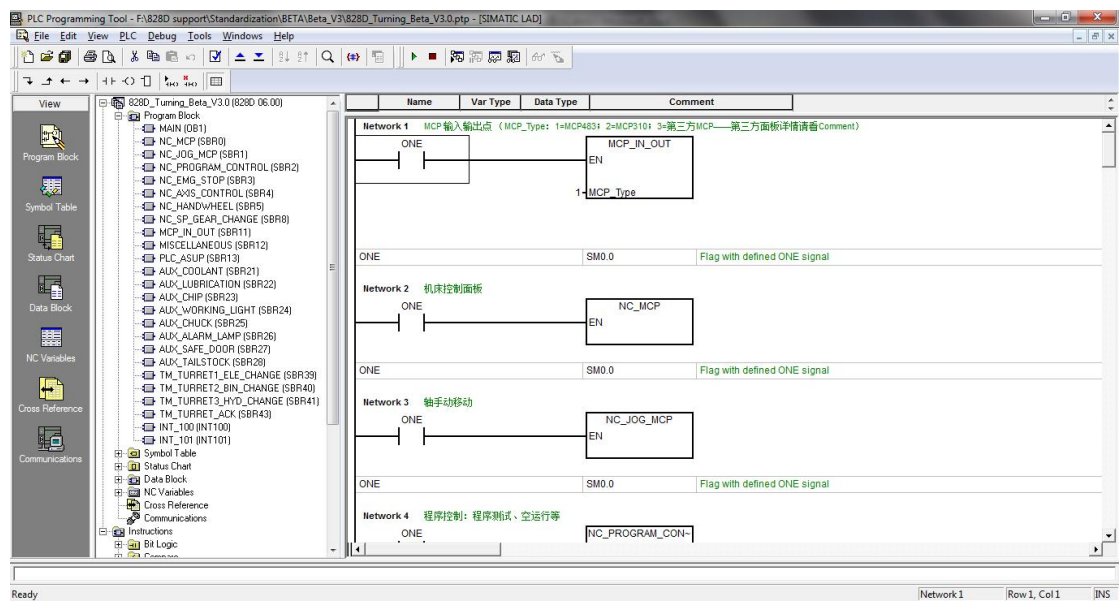 PLC Programming Tool - F:\828D support\Standardization\BETA\Beta_V3\828D_Turning_Beta_V3.0.ptp - [SIMATIC LAD]
File Edit View PLC Debug Tools Windows Help
View
Program Block
Symbol Table
Status Chart
Data Block
NC Variables
Cross Reference
Communications
828D_Turning_Beta_V3.0 (828D 06.00)
Program Block
MAIN (OB1)
NC_MCP (SBR0)
NC_JOG_MCP (SBR1)
NC_PROGRAM_CONTROL (SBR2)
NC_EMG_STOP (SBR3)
NC_AXIS_CONTROL (SBR4)
NC_HANDWHEEL (SBR5)
NC_SP_GEAR_CHANGE (SBR8)
MCP_IN_OUT (SBR11)
MISCELLANEOUS (SBR12)
PLC_ASUP (SBR13)
AUX_COOLANT (SBR21)
AUX_LUBRICATION (SBR22)
AUX_CHIP (SBR23)
AUX_WORKING_LIGHT (SBR24)
AUX_CHUCK (SBR25)
AUX_ALARM_LAMP (SBR26)
AUX_SAFE_DOOR (SBR27)
AUX_TAILSTOCK (SBR28)
TM_TURRET1_ELE_CHANGE (SBR39)
TM_TURRET2_BIN_CHANGE (SBR40)
TM_TURRET3_HYD_CHANGE (SBR41)
TM_TURRET_ACK (SBR43)
INT_100 (INT100)
INT_101 (INT101)
Symbol Table
Status Chart
Data Block
NC Variables
Cross Reference
Communications
Instructions
Bit Logic
Compare
Name Var Type Data Type Comment
Network 1 MCP输入输出点 (MCP_Type: 1=MCP483; 2=MCP310; 3=第三方MCP——第三方面板详情请看Comment)
ONE MCP_IN_OUT
EN
1 MCP_Type
ONE SM0.0 Flag with defined ONE signal
Network 2 机床控制面板
ONE NC_MCP
EN
ONE SM0.0 Flag with defined ONE signal
Network 3 轴手动移动
ONE NC_JOG_MCP
EN
ONE SM0.0 Flag with defined ONE signal
Network 4 程序控制: 程序测试、空运行等
ONE NC_PROGRAM_CON~
Ready Network 1 Row 1, Col 1 INS